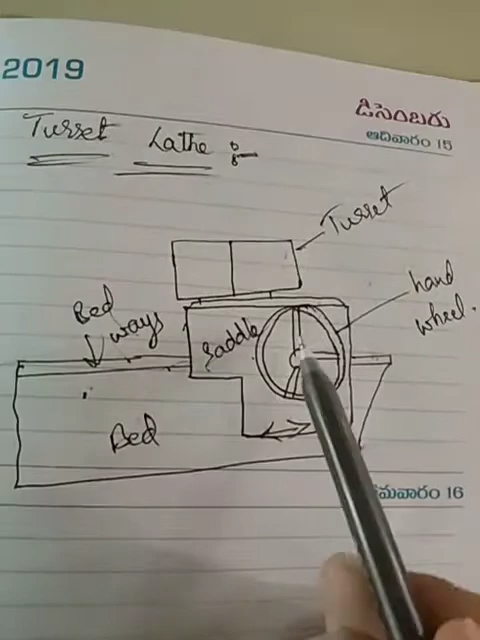 2019
డిసెంబరు
ఆదివారం 15
Turret Lathe :-
Turret
hand
wheel.
Bed
ways
Saddle
Bed
మవారం 16